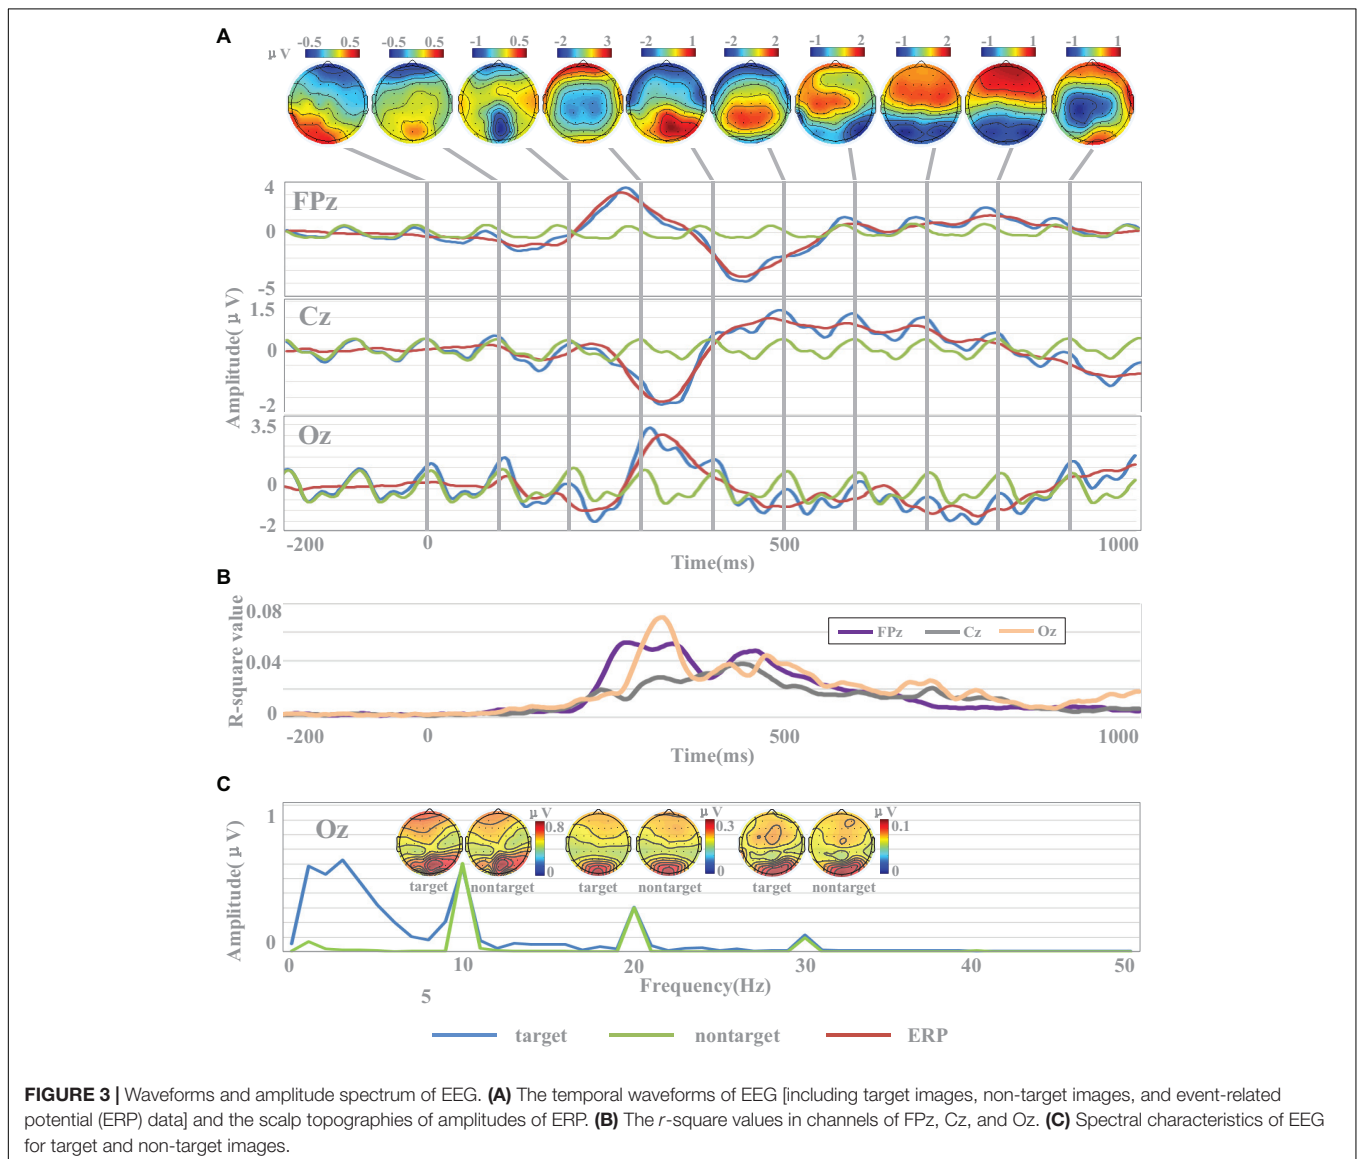 A
μ V
-0.5 0.5
-0.5 0.5
-1 0.5
-2 3
-2 1
-2 2
-1 1
-1 2
-1 1
-1 1
Amplitude( μ V)
FPz
4
0
-5
Cz
1.5
0
-2
Oz
3.5
0
-2
-200 0 500 1000
Time(ms)
B
R-square value
0.08
0.04
0
FPz Cz Oz
-200 0 500 1000
Time(ms)
C
Amplitude( μ V)
1
0
Oz
μ V
0.8
0
target nontarget
μ V
0.3
0
target nontarget
μ V
0.1
0
target nontarget
0 10 20 30 40 50
5
Frequency(Hz)
target nontarget ERP
FIGURE 3 | Waveforms and amplitude spectrum of EEG. (A) The temporal waveforms of EEG [including target images, non-target images, and event-related
potential (ERP) data] and the scalp topographies of amplitudes of ERP. (B) The r-square values in channels of FPz, Cz, and Oz. (C) Spectral characteristics of EEG
for target and non-target images.